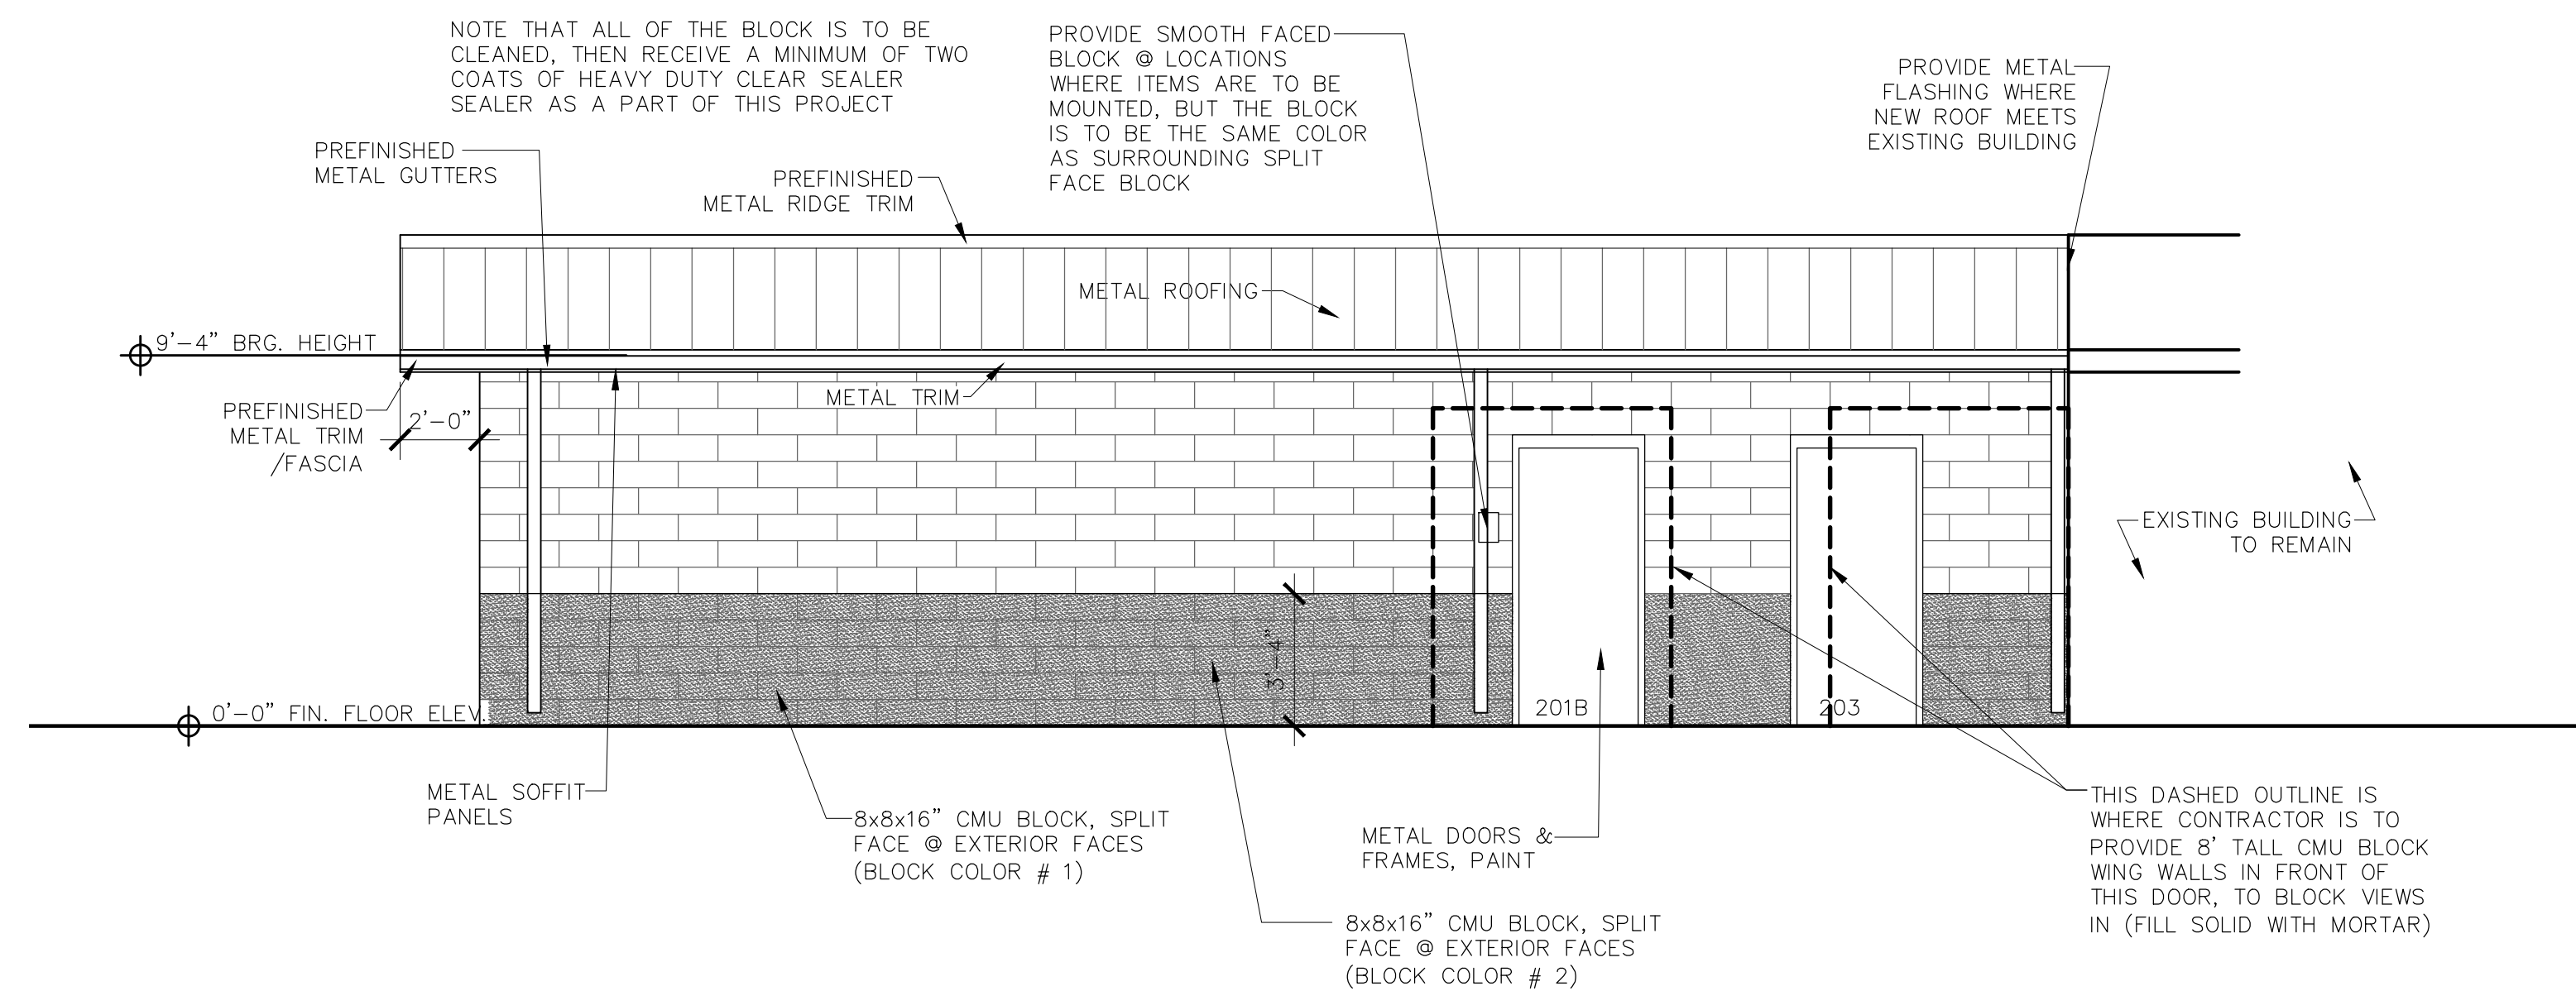 NOTE THAT ALL OF THE BLOCK IS TO BE
CLEANED, THEN RECEIVE A MINIMUM OF TWO
COATS OF HEAVY DUTY CLEAR SEALER
SEALER AS A PART OF THIS PROJECT
PROVIDE SMOOTH FACED
BLOCK @ LOCATIONS
WHERE ITEMS ARE TO BE
MOUNTED, BUT THE BLOCK
IS TO BE THE SAME COLOR
AS SURROUNDING SPLIT
FACE BLOCK
PROVIDE METAL
FLASHING WHERE
NEW ROOF MEETS
EXISTING BUILDING
PREFINISHED
METAL GUTTERS
PREFINISHED
METAL RIDGE TRIM
METAL ROOFING
9'-4" BRG. HEIGHT
METAL TRIM
PREFINISHED
METAL TRIM
/FASCIA
2'-0"
EXISTING BUILDING
TO REMAIN
3'-4"
0'-0" FIN. FLOOR ELEV.
201B
203
METAL SOFFIT
PANELS
8x8x16" CMU BLOCK, SPLIT
FACE @ EXTERIOR FACES
(BLOCK COLOR # 1)
METAL DOORS &
FRAMES, PAINT
8x8x16" CMU BLOCK, SPLIT
FACE @ EXTERIOR FACES
(BLOCK COLOR # 2)
THIS DASHED OUTLINE IS
WHERE CONTRACTOR IS TO
PROVIDE 8' TALL CMU BLOCK
WING WALLS IN FRONT OF
THIS DOOR, TO BLOCK VIEWS
IN (FILL SOLID WITH MORTAR)